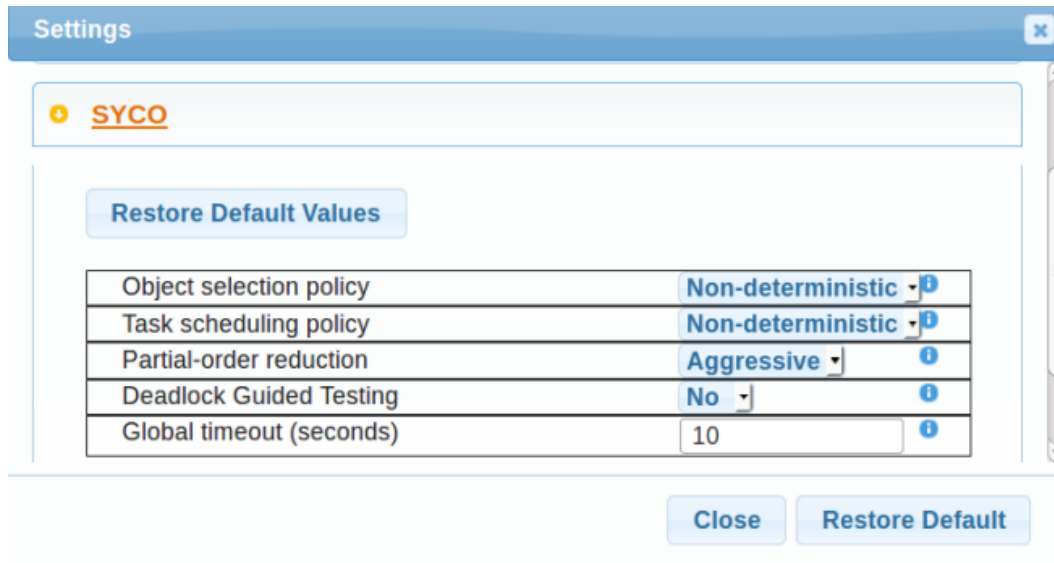 Settings
SYCO
Restore Default Values
Object selection policy Non-deterministic
Task scheduling policy Non-deterministic
Partial-order reduction Aggressive
Deadlock Guided Testing No
Global timeout (seconds) 10
Close Restore Default